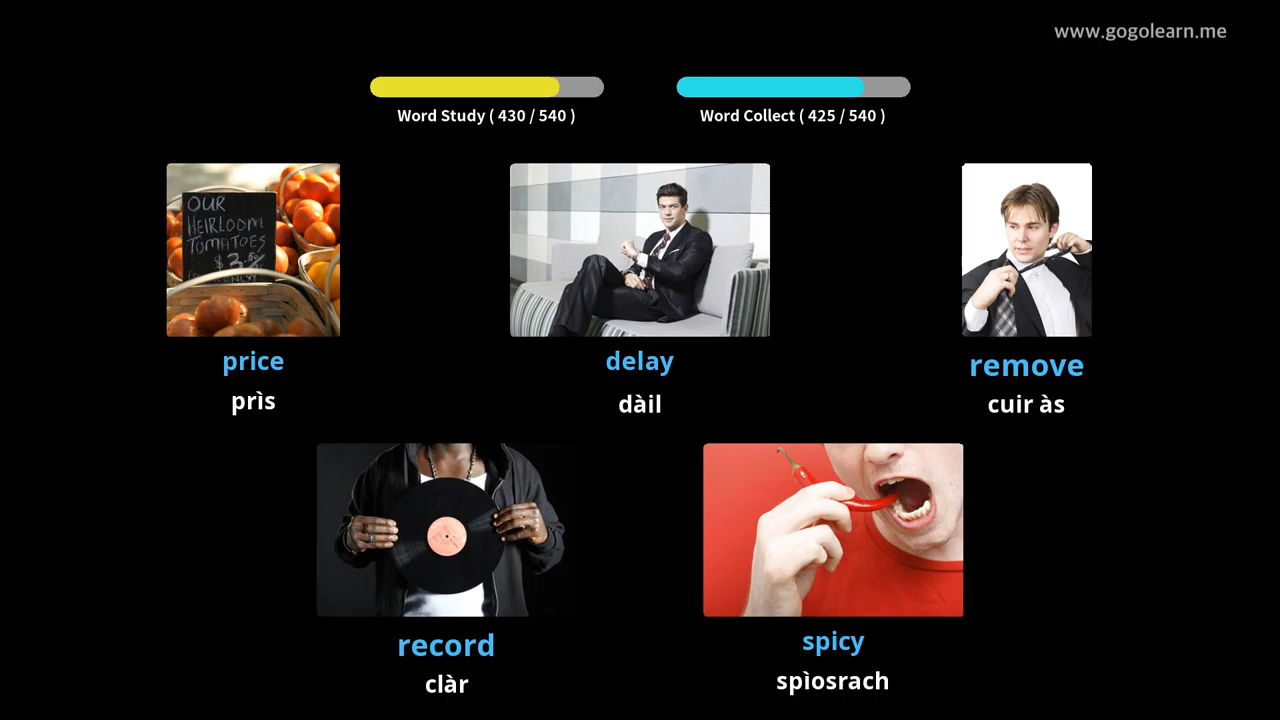 www.gogolearn.me
Word Study ( 430 / 540 )
Word Collect ( 425 / 540 )
OUR
HEIRLOOM
TOMATOES
price
prìs
delay
dàil
remove
cuir às
record
clàr
spicy
spìosrach